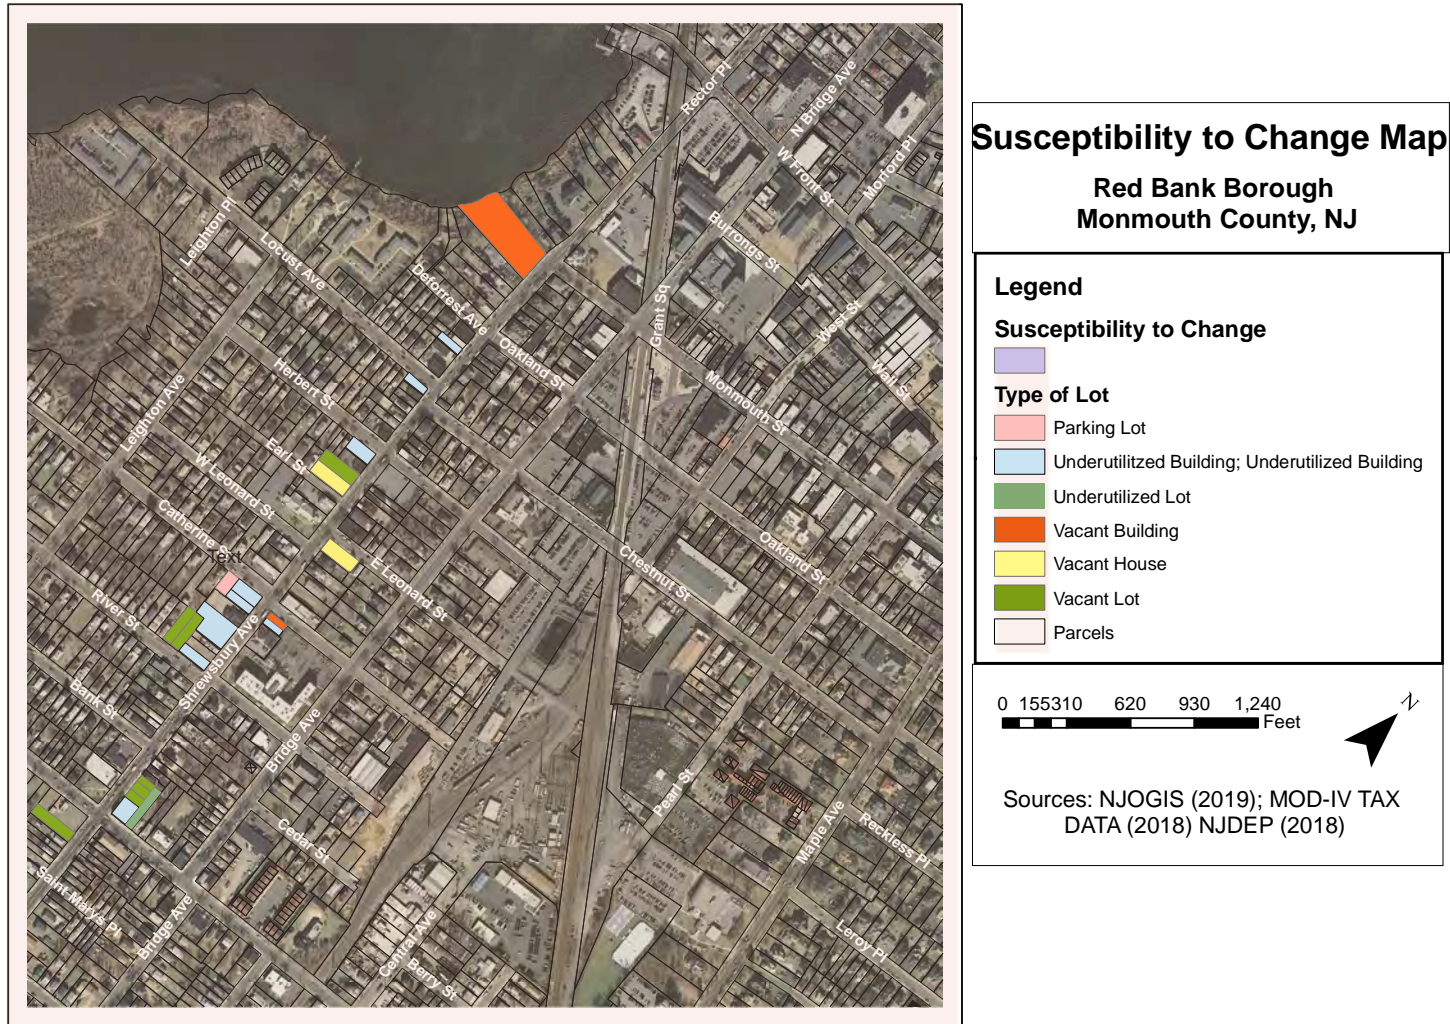 Rector Pl
N Bridge Ave
W Front St
Morford Pl
Leighton Pl
Locust Ave
Burrongs St
Deforrest Ave
Grant Sq
West St
Wall St
Oakland St
Herbert St
Monmouth St
Leighton Ave
Earl St
W Leonard St
Catherine St
Text
Oakland St
Chestnut St
E Leonard St
River St
Shrewsbury Ave
Bank St
Bridge Ave
Pearl St
Maple Ave
Reckless Pl
Cedar St
Saint Marys Pl
Bridge Ave
Central Ave
Berry St
Leroy Pl
Susceptibility to Change Map
Red Bank Borough
Monmouth County, NJ
Legend
Susceptibility to Change
Type of Lot
Parking Lot
Underutilitzed Building; Underutilized Building
Underutilized Lot
Vacant Building
Vacant House
Vacant Lot
Parcels
0 155310 620 930 1,240
Feet
N
Sources: NJOGIS (2019); MOD-IV TAX
DATA (2018) NJDEP (2018)